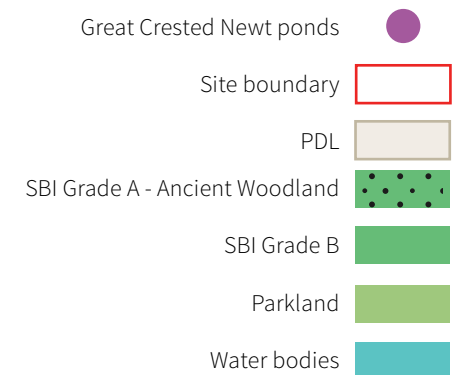 Great Crested Newt ponds
Site boundary
PDL
SBI Grade A - Ancient Woodland
SBI Grade B
Parkland
Water bodies